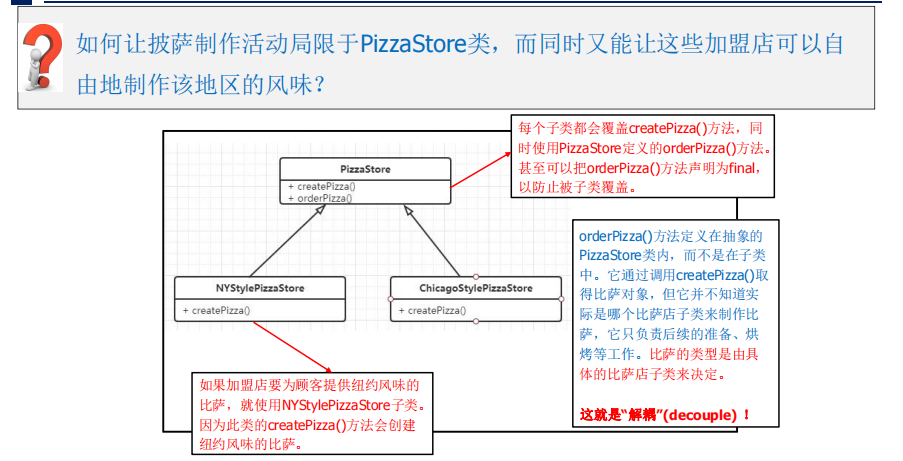 如何让披萨制作活动局限于PizzaStore类，而同时又能让这些加盟店可以自
由地制作该地区的风味？
每个子类都会覆盖createPizza()方法，同
时使用PizzaStore定义的orderPizza()方法。
甚至可以把orderPizza()方法声明为final，
以防止被子类覆盖。
PizzaStore
+ createPizza()
+ orderPizza()
orderPizza()方法定义在抽象的
PizzaStore类内，而不是在子类
中。它通过调用createPizza()取
得比萨对象，但它并不知道实
际是哪个比萨店子类来制作比
萨，它只负责后续的准备、烘
烤等工作。比萨的类型是由具
体的比萨店子类来决定。
这就是“解耦”(decouple) ！
NYStylePizzaStore
+ createPizza()
ChicagoStylePizzaStore
+ createPizza()
如果加盟店要为顾客提供纽约风味的
比萨，就使用NYStylePizzaStore子类。
因为此类的createPizza()方法会创建
纽约风味的比萨。